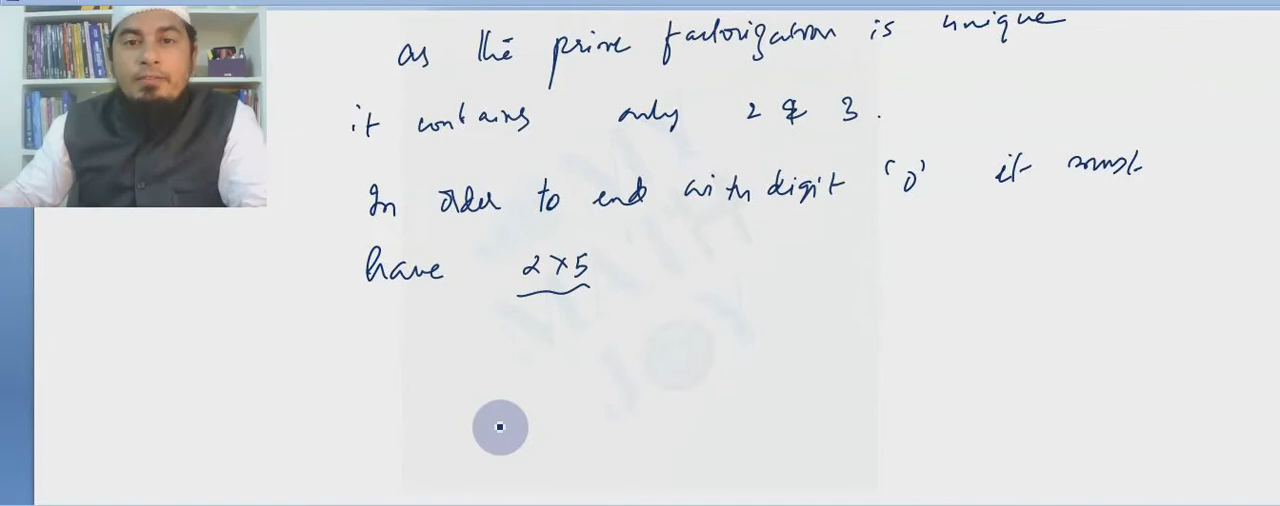 as the prime factorization is unique
it contains only 2 & 3.
In order to end with digit '0' it must
have 2×5